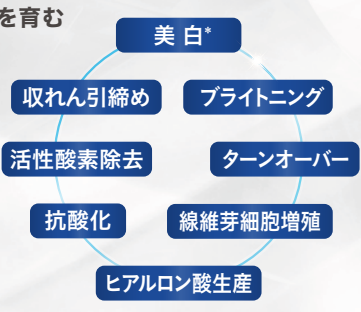 を育む
美 白*
収れん引締め
ブライトニング
活性酸素除去
ターンオーバー
抗酸化
線維芽細胞増殖
ヒアルロン酸生産